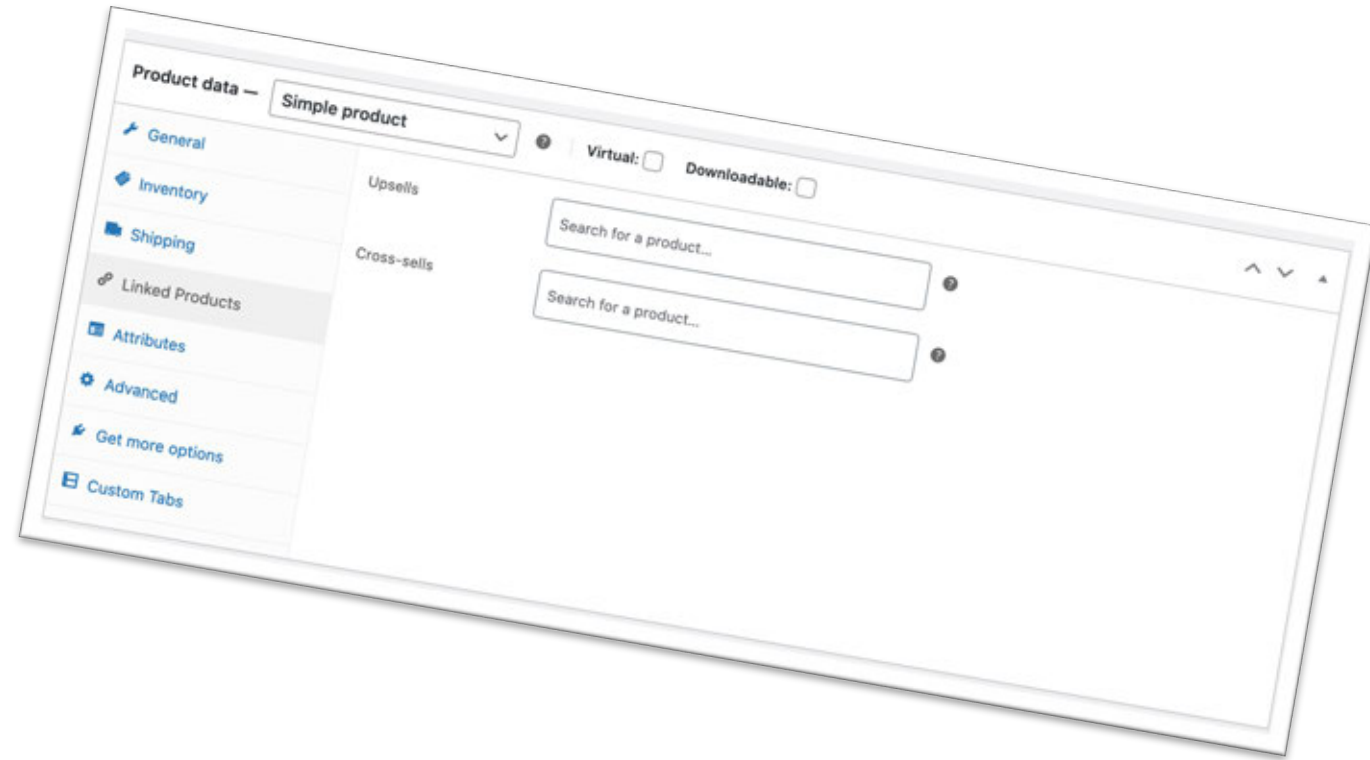 Product data — Simple product Virtual: Downloadable:
General
Inventory
Shipping
Linked Products
Attributes
Advanced
Get more options
Custom Tabs
Upsells Search for a product...
Cross-sells Search for a product...